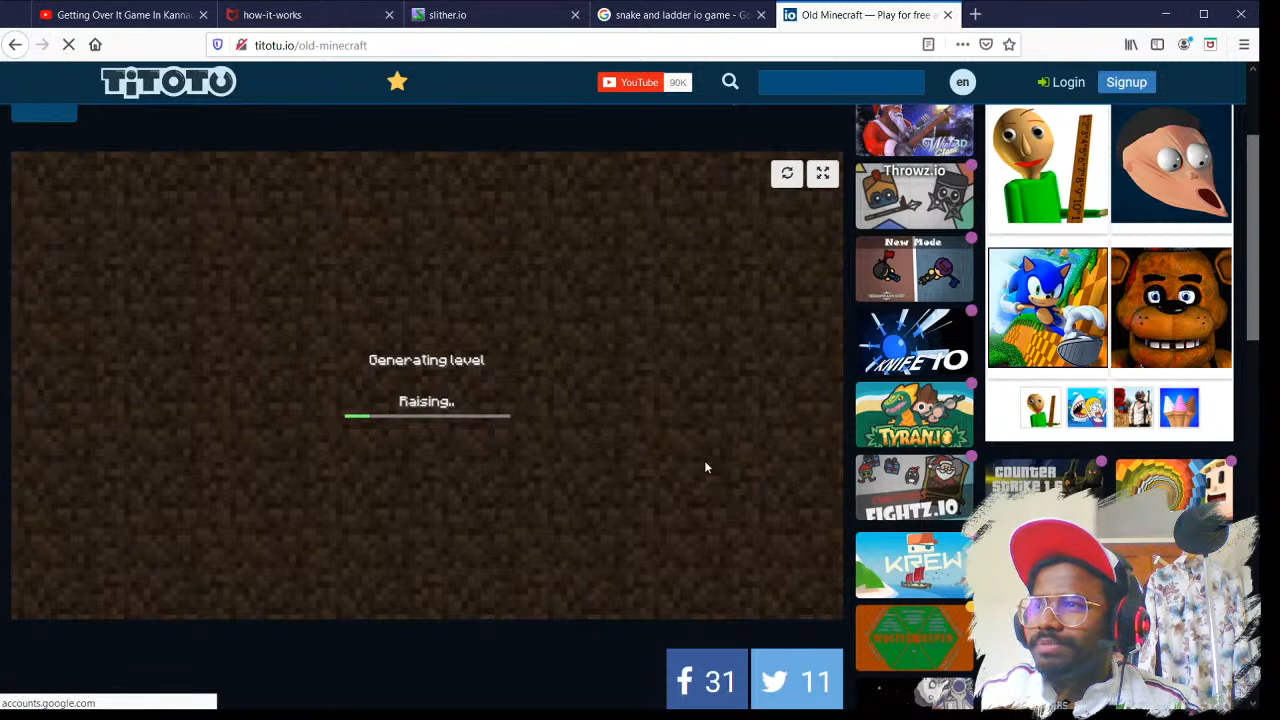 Getting Over It Game In Kanna
how-it-works
slither.io
snake and ladder io game - Go
Old Minecraft — Play for free a
titotu.io/old-minecraft
TiTOTU
YouTube 90K
en
Login
Signup
Throwz.io
New Mode
KNIFE IO
TYRAN.IO
FIGHTZ.IO
KREW
COUNTER
STRIKE 1.6
Generating level
Raising..
31
11
accounts.google.com